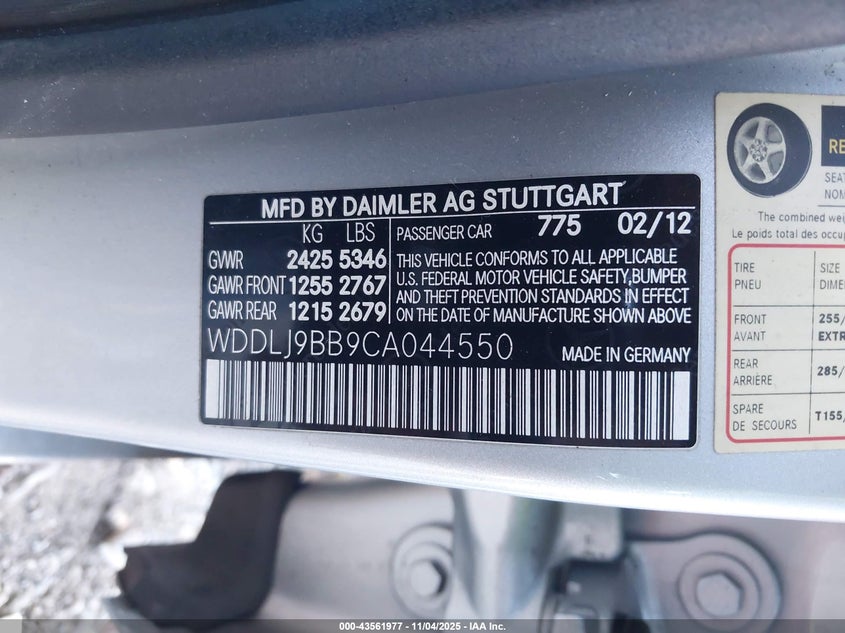 MFD BY DAIMLER AG STUTTGART
KG LBS
GVWR 2425 5346
GAWR FRONT 1255 2767
GAWR REAR 1215 2679
PASSENGER CAR 775 02/12
THIS VEHICLE CONFORMS TO ALL APPLICABLE
U.S. FEDERAL MOTOR VEHICLE SAFETY,BUMPER
AND THEFT PREVENTION STANDARDS IN EFFECT
ON THE DATE OF MANUFACTURE SHOWN ABOVE
WDDLJ9BB9CA044550
MADE IN GERMANY
The combined
Le poids total des
TIRE
PNEU
SIZE
FRONT
AVANT
255/
REAR
ARRIÈRE
285/
SPARE
DE SECOURS
T155/
000-43561977 - 11/04/2025 - IAA Inc.